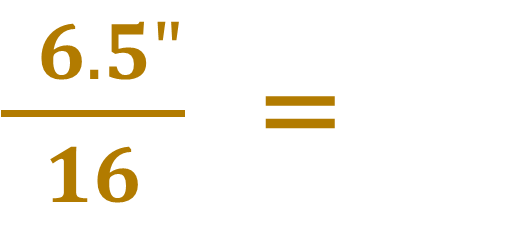 6.5"
16 =